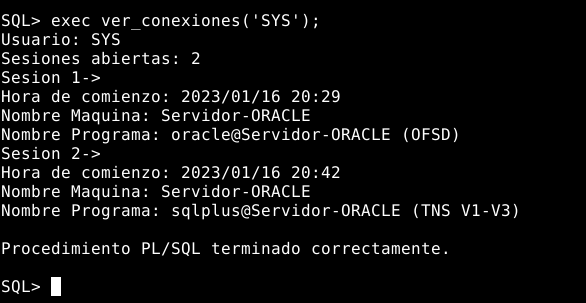 SQL> exec ver_conexiones('SYS');
Usuario: SYS
Sesiones abiertas: 2
Sesion 1->
Hora de comienzo: 2023/01/16 20:29
Nombre Maquina: Servidor-ORACLE
Nombre Programa: oracle@Servidor-ORACLE (OFSD)
Sesion 2->
Hora de comienzo: 2023/01/16 20:42
Nombre Maquina: Servidor-ORACLE
Nombre Programa: sqlplus@Servidor-ORACLE (TNS V1-V3)
Procedimiento PL/SQL terminado correctamente.
SQL>